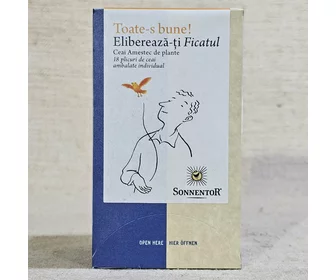 Toate-s bune!
Eliberează-ți Ficatul
Ceai Amestec de plante
18 plicuri de ceai
ambalate individual
SONNENTOR
OPEN HERE HIER ÖFFNEN